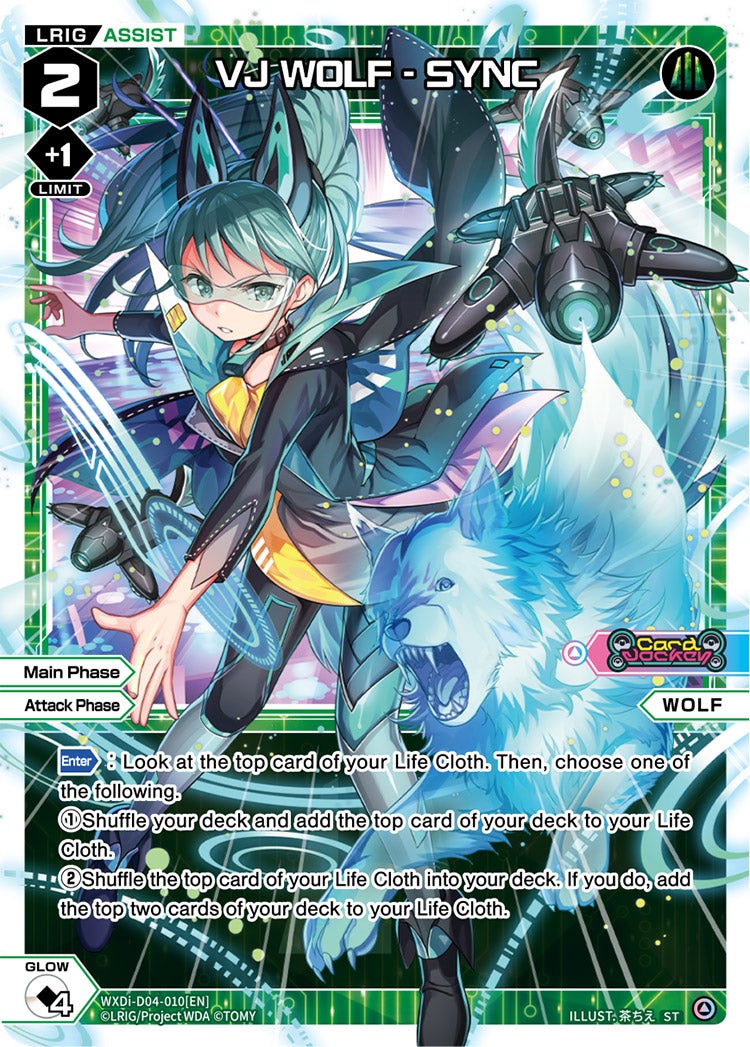 LRIG ASSIST
2
VJ WOLF - SYNC
+1
LIMIT
Card Jockey
Main Phase
Attack Phase
WOLF
Enter : Look at the top card of your Life Cloth. Then, choose one of
the following.
①Shuffle your deck and add the top card of your deck to your Life
Cloth.
②Shuffle the top card of your Life Cloth into your deck. If you do, add
the top two cards of your deck to your Life Cloth.
GLOW
4
WXDi-D04-010[EN]
©LRIG/Project WDA ©TOMY
ILLUST: 茶ちえ ST